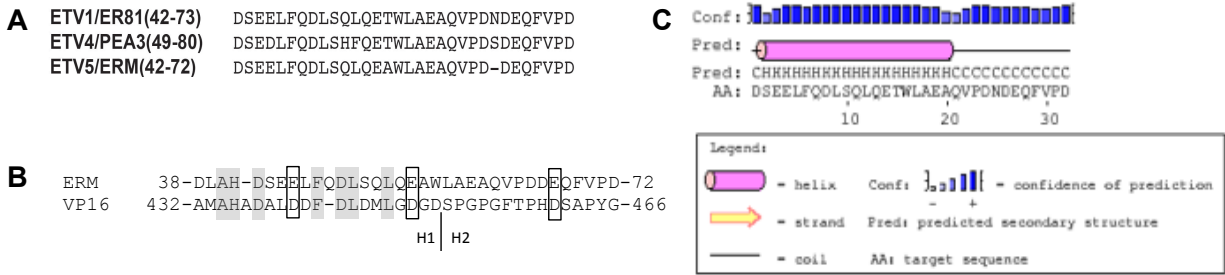 A
ETV1/ER81(42-73) DSEELFQDLSQLQETWLAEAQVPDNDEQFVPD
ETV4/PEA3(49-80) DSEDLFQDLSHFQETWLAEAQVPDSDEQFVPD
ETV5/ERM(42-72) DSEELFQDLSQLQEAWLAEAQVPD-DEQFVPD
B
ERM 38-DLAH-DSEELFQDLSQLQEAWLAEAQVPDDEQFVPD-72
VP16 432-AMAHADALDDF-DLDMLGDGDSPGPGFTPHDSAPYG-466
H1 H2
C
Conf:
Pred:
Pred: CHHHHHHHHHHHHHHHHHHHCCCCCCCCCCCC
AA: DSEELFQDLSQLQETWLAEAQVPDNDEQFVPD
10 20 30
Legend:
= helix Conf: - + = confidence of prediction
= strand Pred: predicted secondary structure
= coil AA: target sequence